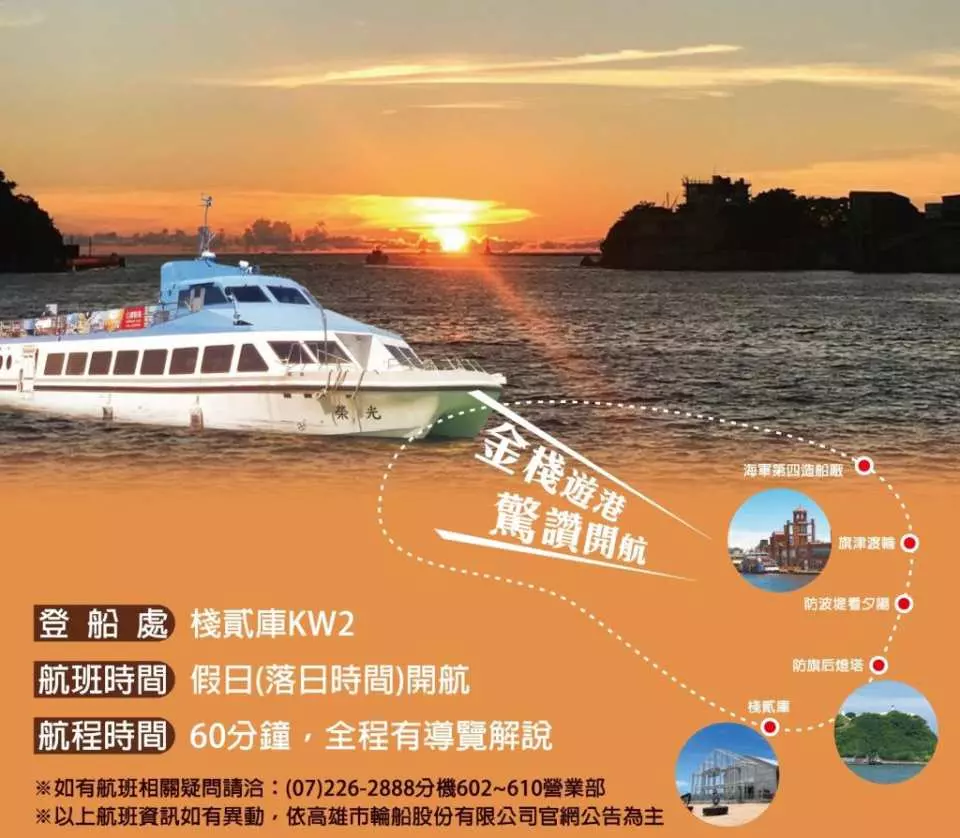 榮光
金棧遊港
驚讚開航
海軍第四造船廠
旗津渡輪
防波堤看夕陽
防旗后燈塔
棧貳庫
登船處 棧貳庫KW2
航班時間 假日(落日時間)開航
航程時間 60分鐘，全程有導覽解說
※如有航班相關疑問請洽：(07)226-2888分機602~610營業部
※以上航班資訊如有異動，依高雄市輪船股份有限公司官網公告為主